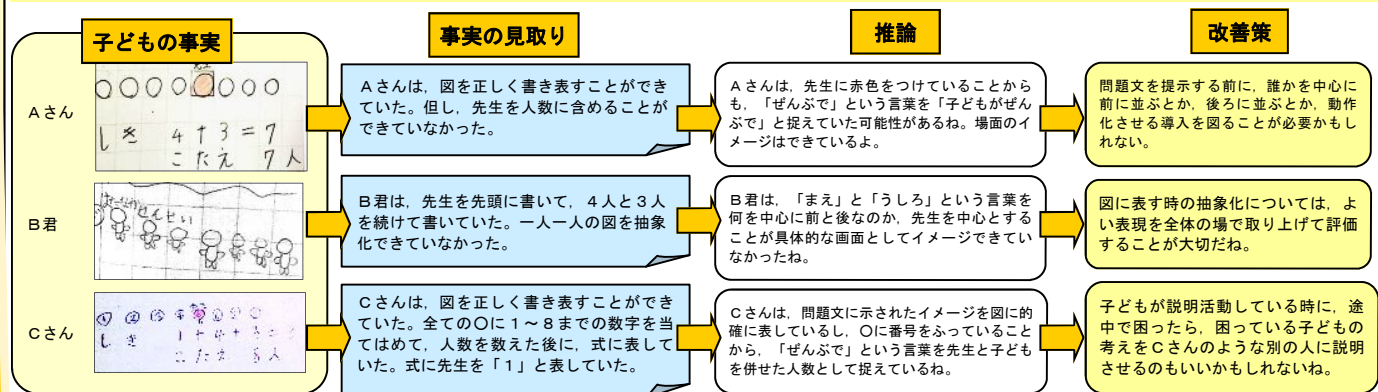 子どもの事実
事実の見取り
推論
改善策
Aさん
しき 4+3=7
こたえ 7人
Aさんは，図を正しく書き表すことができ
ていた。但し，先生を人数に含めることが
できていなかった。
Aさんは，先生に赤色をつけていることから
も，「ぜんぶで」という言葉を「子どもがぜん
ぶで」と捉えていた可能性があるね。場面のイ
メージはできているよ。
問題文を提示する前に，誰かを中心に
前に並ぶとか，後ろに並ぶとか，動作
化させる導入を図ることが必要かもし
れない。
B君
せんせい
B君は，先生を先頭に書いて，４人と３人
を続けて書いていた。一人一人の図を抽象
化できていなかった。
B君は，「まえ」と「うしろ」という言葉を
何を中心に前と後なのか，先生を中心とする
ことが具体的な画面としてイメージできてい
なかったね。
図に表す時の抽象化については，よ
い表現を全体の場で取り上げて評価
することが大切だね。
Cさん
しき 1+4+3=
こたえ 8人
Cさんは，図を正しく書き表すことができ
ていた。全ての〇に１～８までの数字を当
てはめて，人数を数えた後に，式に表して
いた。式に先生を「１」と表していた。
Cさんは，問題文に示されたイメージを図に的
確に表しているし，〇に番号をふっていること
から，「ぜんぶで」という言葉を先生と子ども
を併せた人数として捉えているね。
子どもが説明活動している時に，途
中で困ったら，困っている子どもの
考えをCさんのような別の人に説明
させるのもいいかもしれないね。